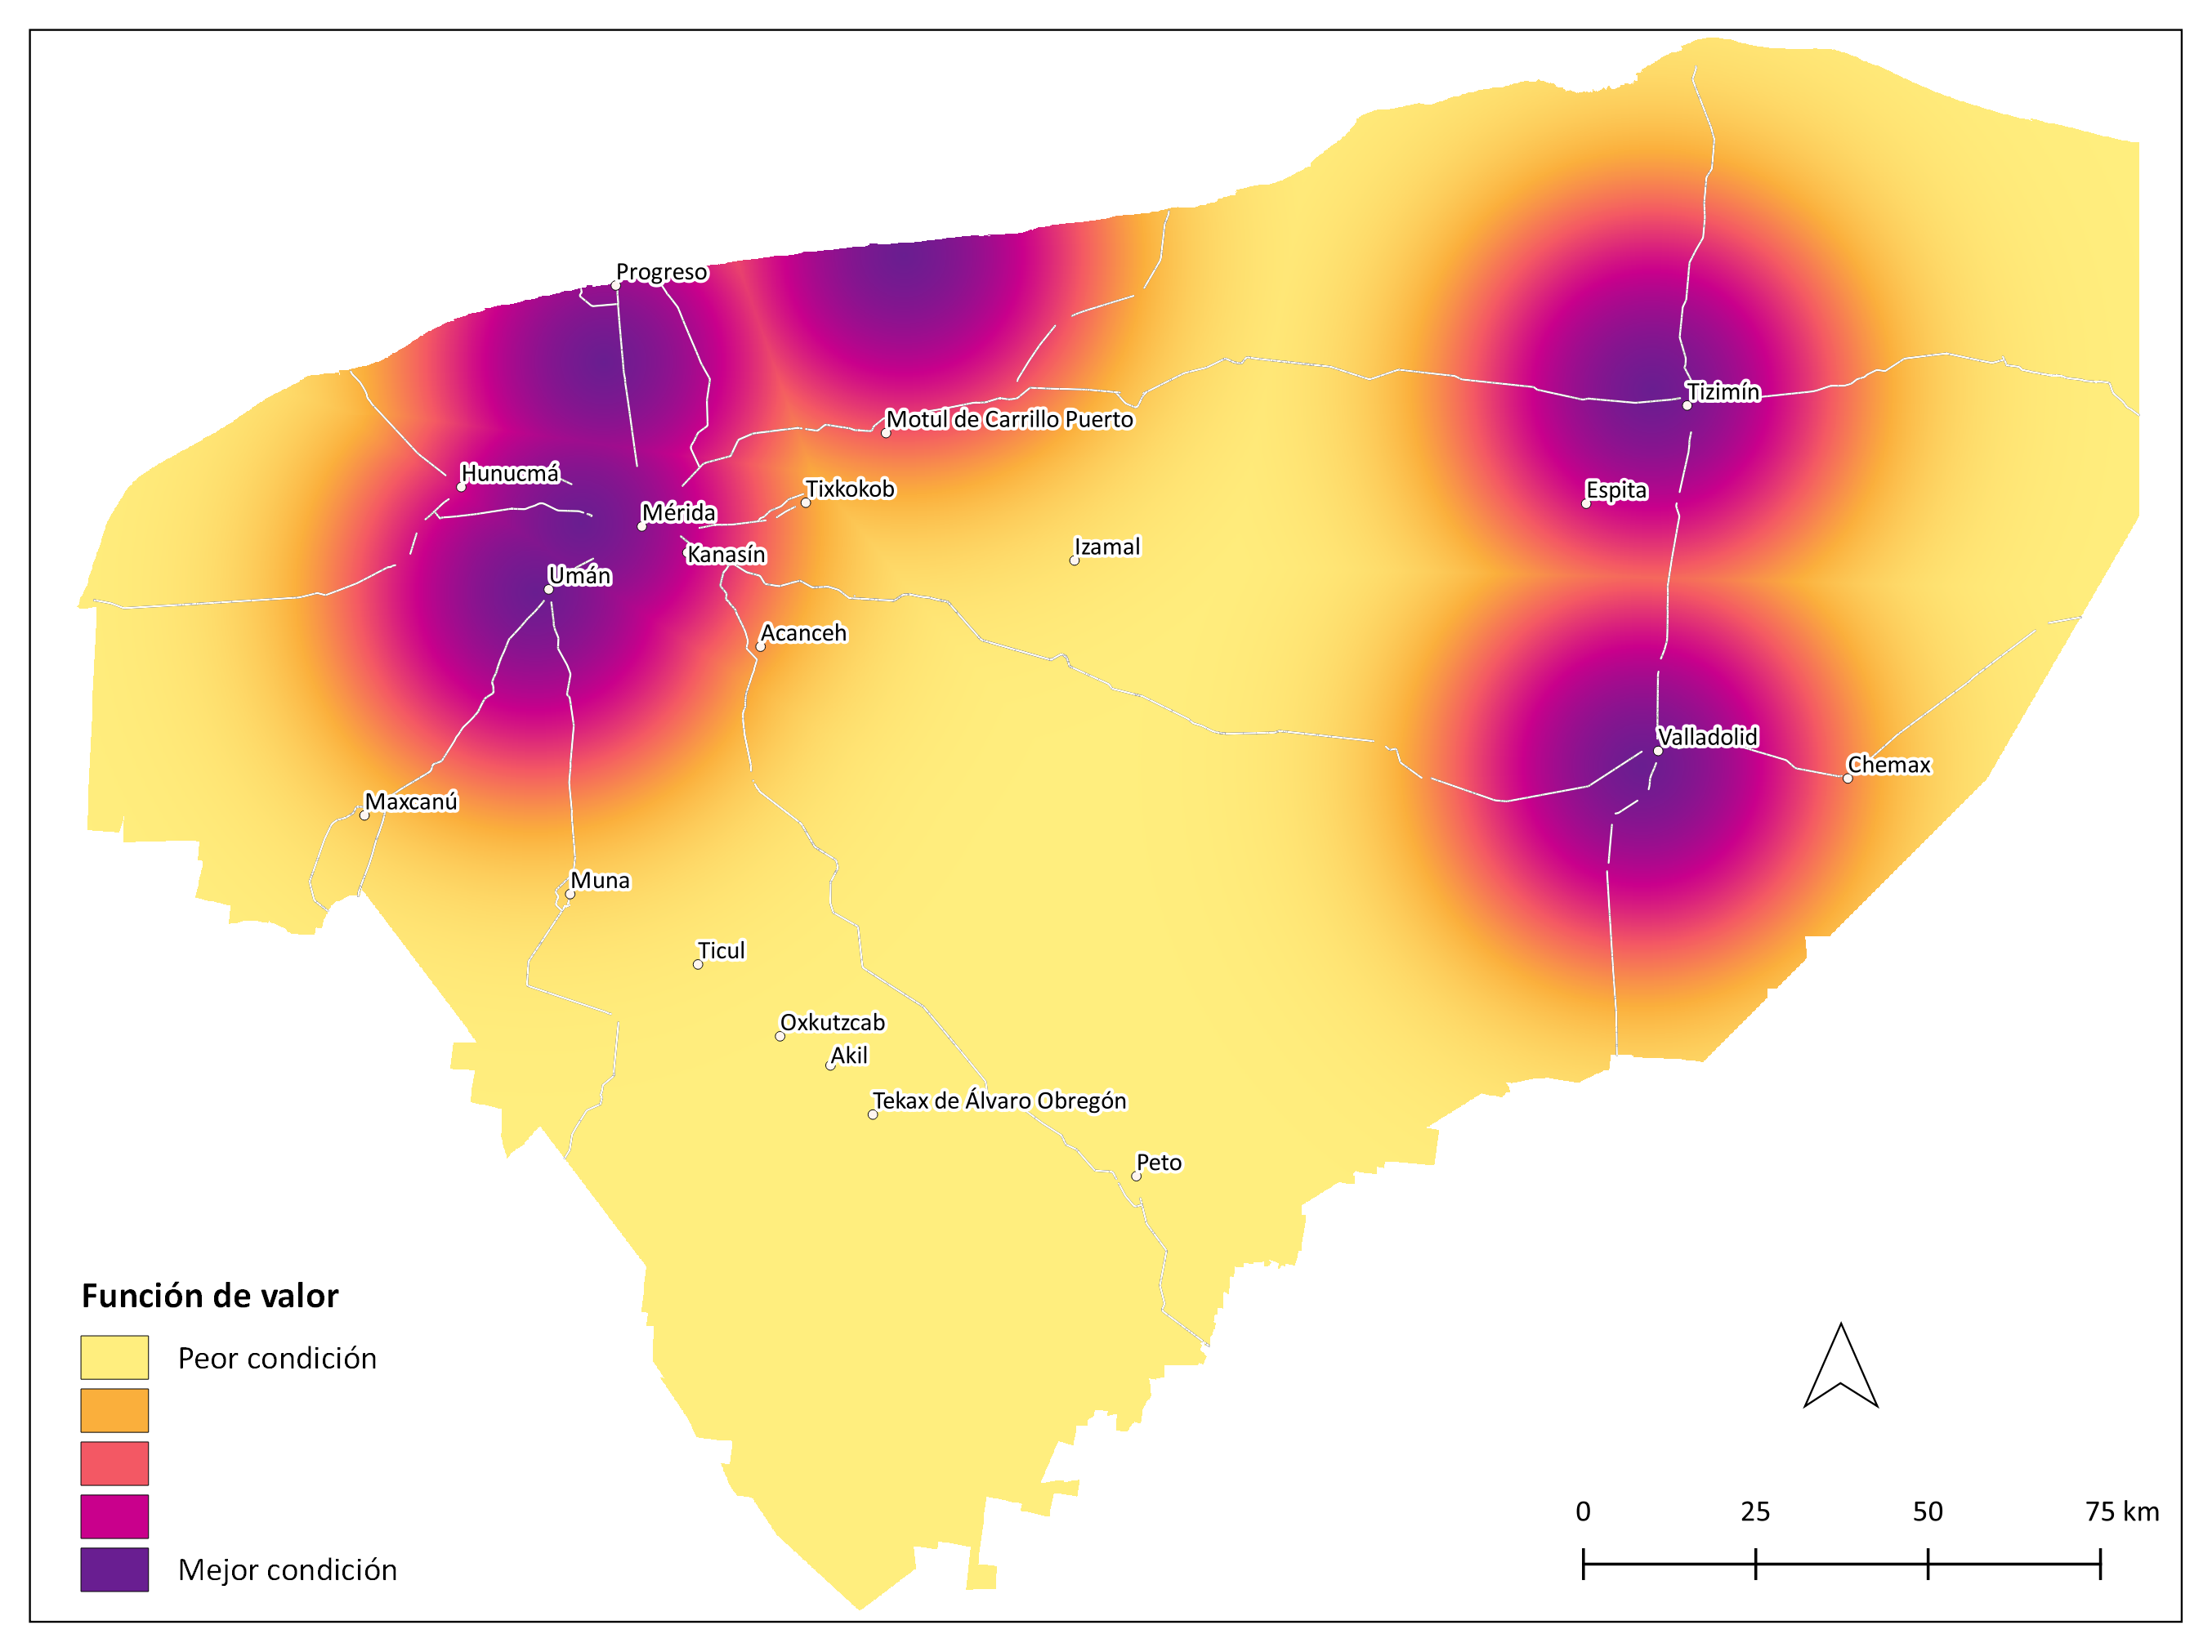 Progreso
Tizimín
Motul de Carrillo Puerto
Hunucmá
Tixkokob
Espita
Mérida
Kanasín
Izamal
Umán
Acanceh
Valladolid
Chemax
Maxcanú
Muna
Ticul
Oxkutzcab
Akil
Tekax de Álvaro Obregón
Peto
Función de valor
Peor condición
Mejor condición
0 25 50 75 km